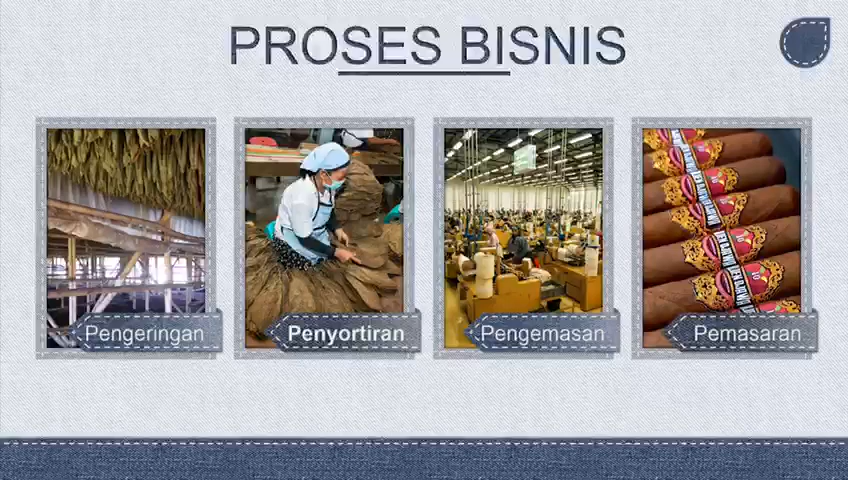 PROSES BISNIS
Pengeringan
Penyortiran
Pengemasan
Pemasaran